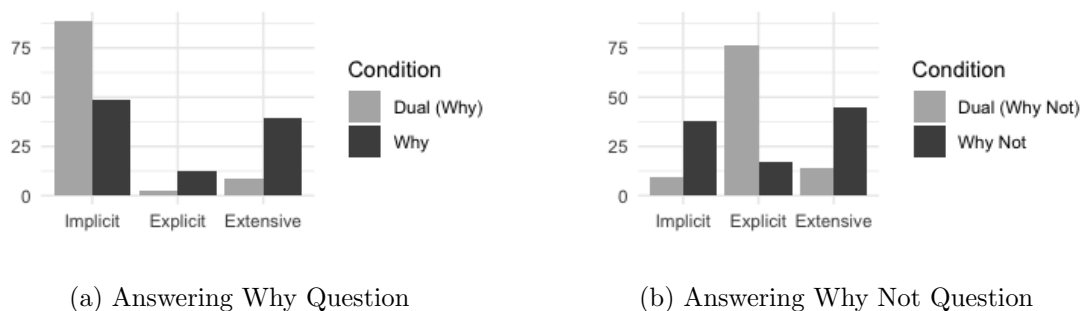 75
50
25
0
Implicit Explicit Extensive
Condition
Dual (Why)
Why
(a) Answering Why Question
75
50
25
0
Implicit Explicit Extensive
Condition
Dual (Why Not)
Why Not
(b) Answering Why Not Question